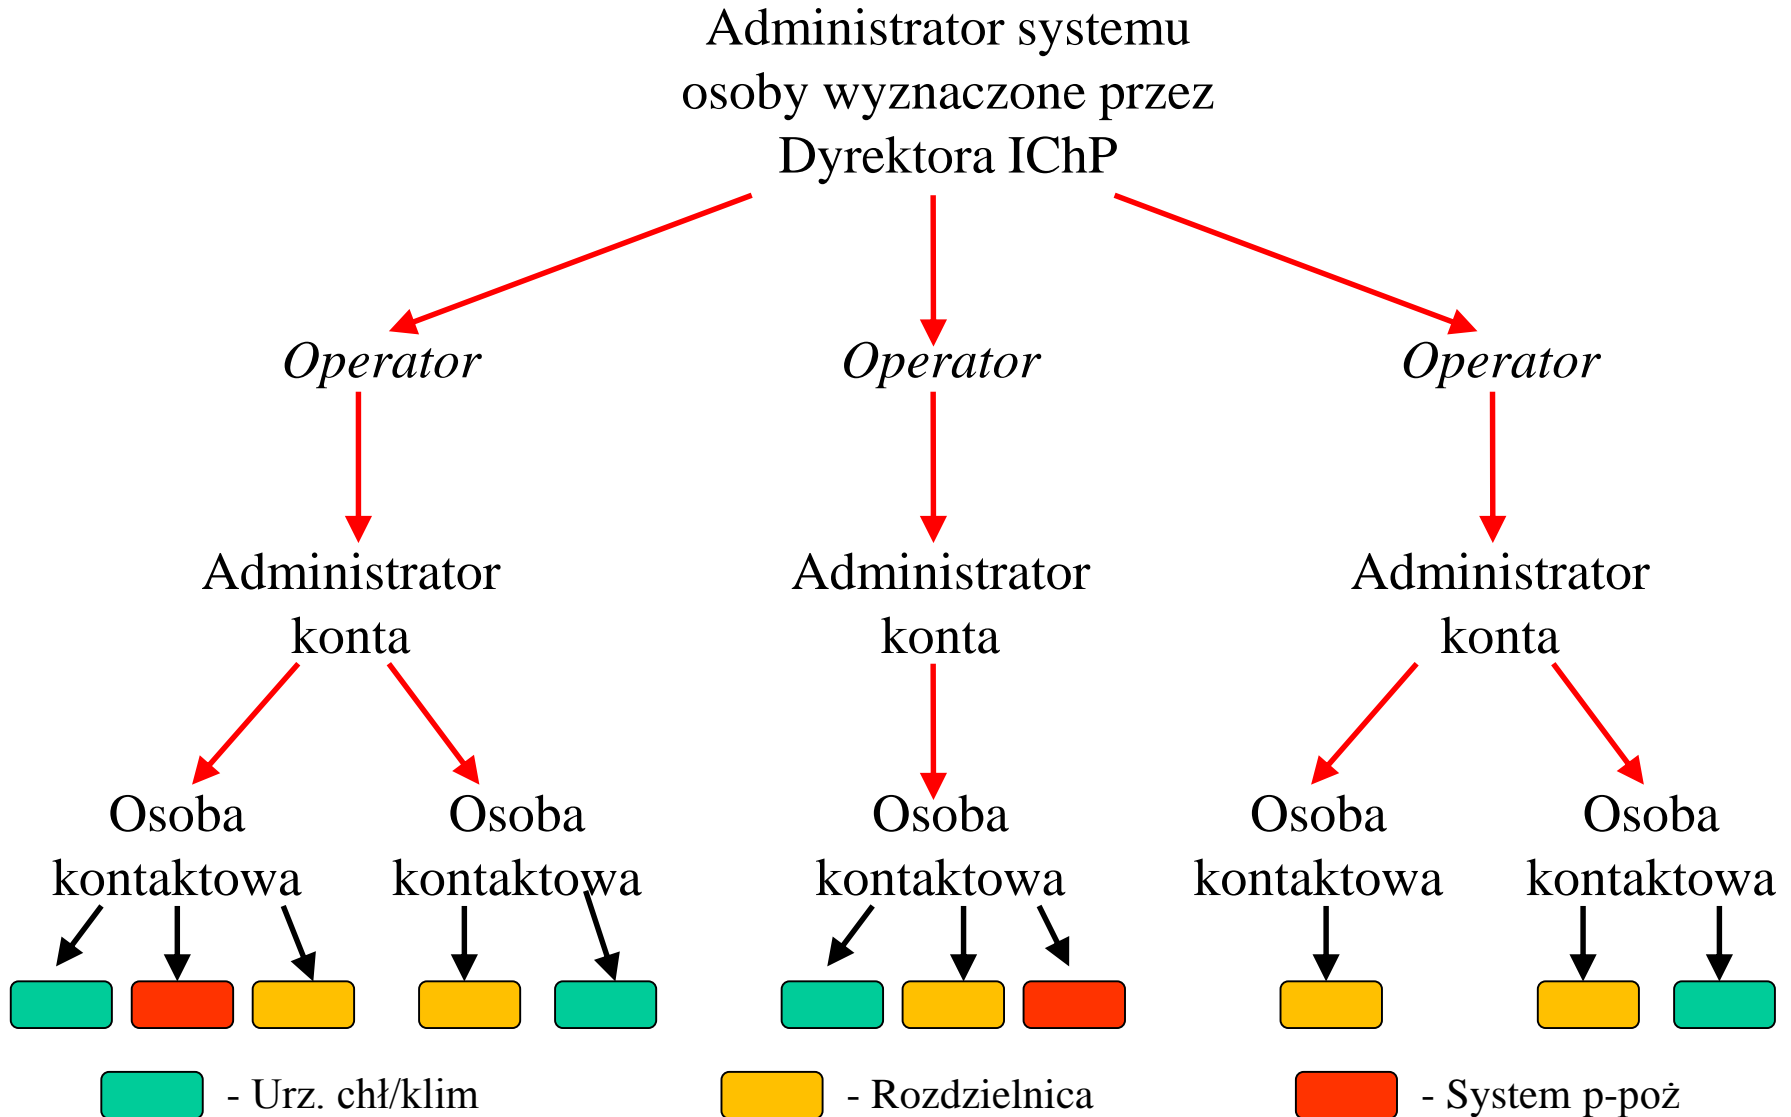 Administrator systemu
osoby wyznaczone przez
Dyrektora IChP
Operator
Operator
Operator
Administrator
konta
Administrator
konta
Administrator
konta
Osoba
kontaktowa
Osoba
kontaktowa
Osoba
kontaktowa
Osoba
kontaktowa
Osoba
kontaktowa
- Urz. chł/klim
- Rozdzielnica
- System p-poż